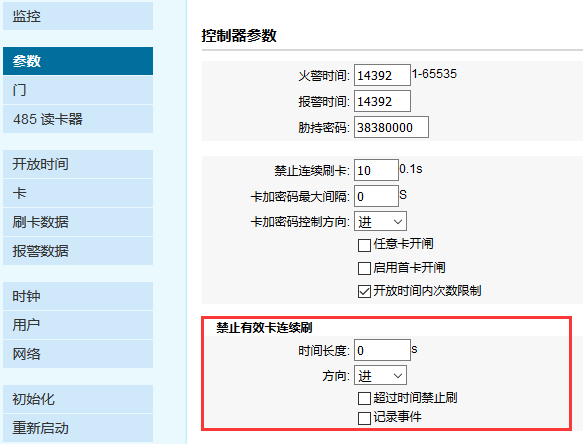 监控
参数
门
485 读卡器
开放时间
卡
刷卡数据
报警数据
时钟
用户
网络
初始化
重新启动
控制器参数
火警时间: 14392 1-65535
报警时间: 14392
胁持密码: 38380000
禁止连续刷卡: 10 0.1s
卡加密码最大间隔: 0 S
卡加密码控制方向: 进
任意卡开闸
启用首卡开闸
开放时间内次数限制
禁止有效卡连续刷
时间长度: 0 s
方向: 进
超过时间禁止刷
记录事件